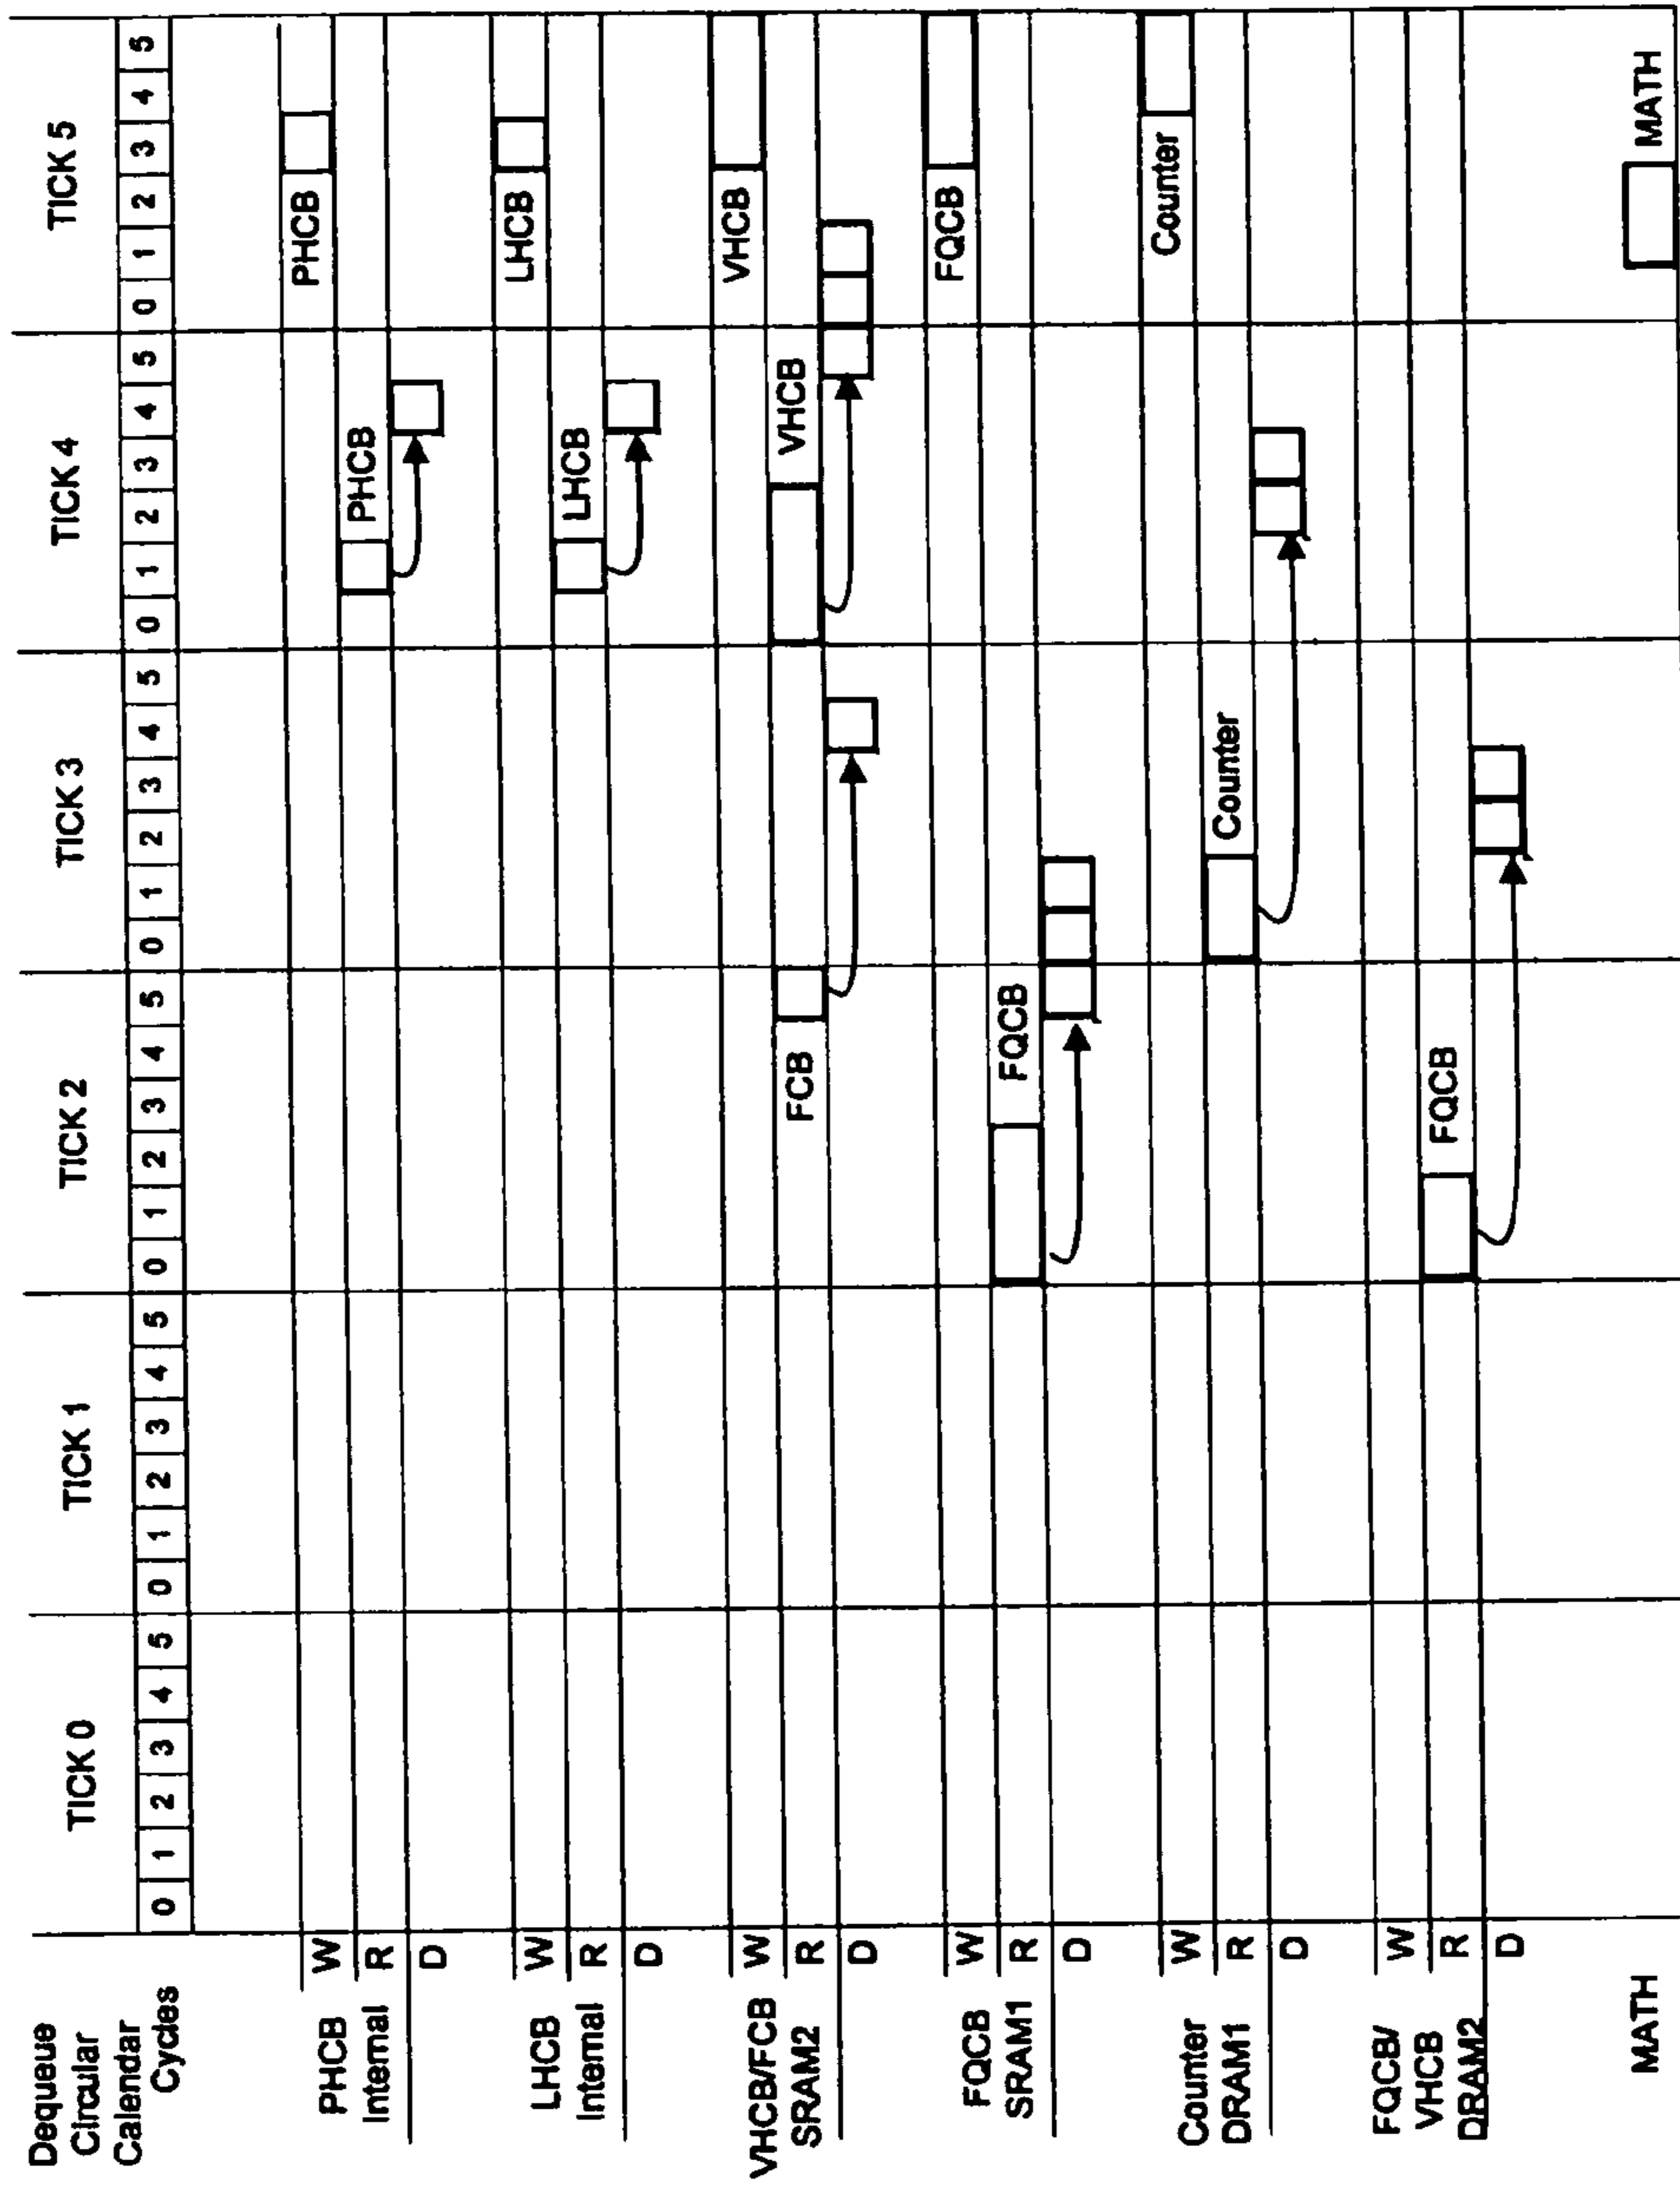 Dequeue
Circular
Calendar
Cycles
TICK 0 TICK 1 TICK 2 TICK 3 TICK 4 TICK 5
0 1 2 3 4 5 0 1 2 3 4 5 0 1 2 3 4 5 0 1 2 3 4 5 0 1 2 3 4 5 0 1 2 3 4 5
PHCB
Internal
W PHCB
R PHCB
D
LHCB
Internal
W LHCB
R LHCB
D
VHCB/FCB
SRAM2
W VHCB
R FCB VHCB
D
FQCB
SRAM1
W FQCB
R FQCB
D
Counter
DRAM1
W Counter
R Counter
D
FQCB/
VHCB
DRAM2
W
R FQCB
D
MATH MATH